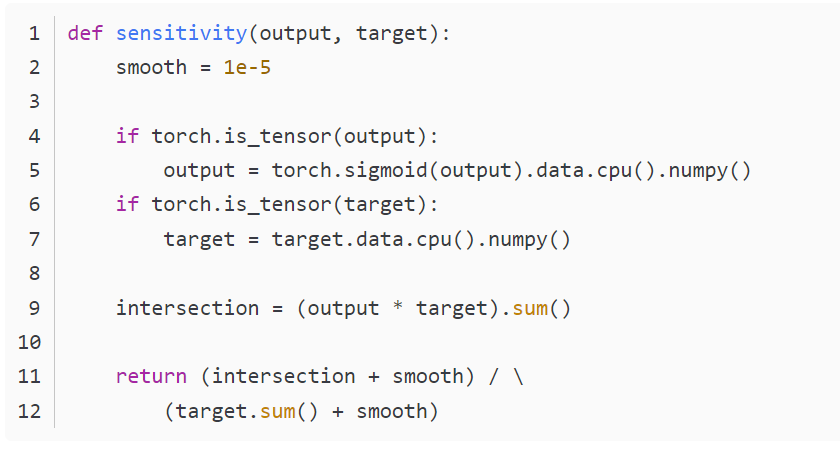 1 def sensitivity(output, target):
2     smooth = 1e-5
3
4     if torch.is_tensor(output):
5         output = torch.sigmoid(output).data.cpu().numpy()
6     if torch.is_tensor(target):
7         target = target.data.cpu().numpy()
8
9     intersection = (output * target).sum()
10
11     return (intersection + smooth) / \
12         (target.sum() + smooth)